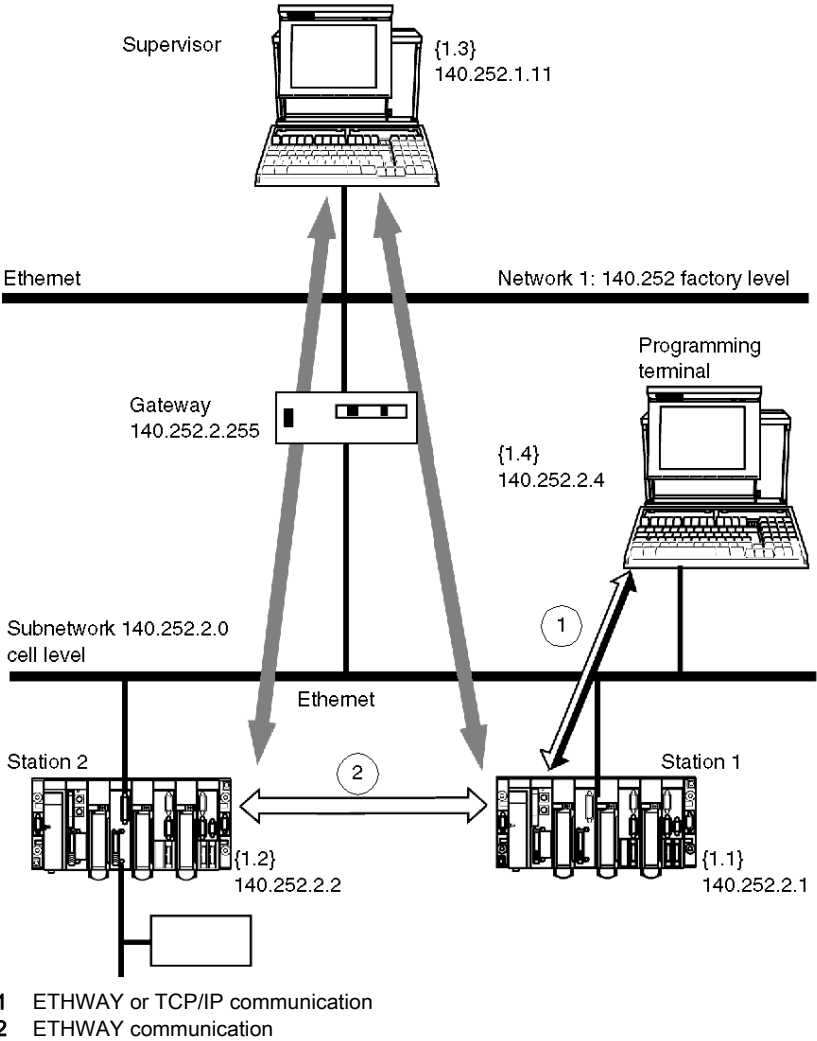 Supervisor
{1.3}
140.252.1.11
Ethernet
Network 1: 140.252 factory level
Programming
terminal
Gateway
140.252.2.255
{1.4}
140.252.2.4
1
Subnetwork 140.252.2.0
cell level
Ethernet
Station 2
2
Station 1
{1.2}
140.252.2.2
{1.1}
140.252.2.1
1 ETHWAY or TCP/IP communication
2 ETHWAY communication